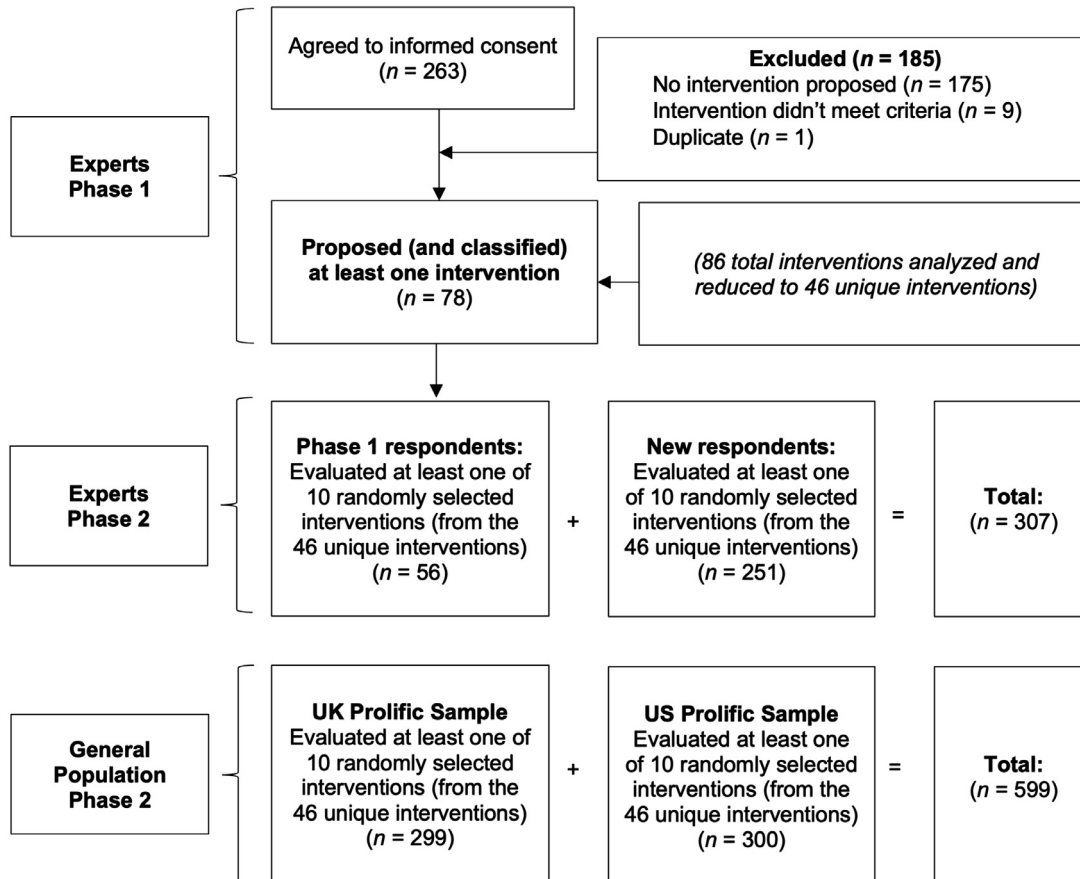 Agreed to informed consent
(n = 263)
Excluded (n = 185)
No intervention proposed (n = 175)
Intervention didn’t meet criteria (n = 9)
Duplicate (n = 1)
Experts
Phase 1
Proposed (and classified)
at least one intervention
(n = 78)
(86 total interventions analyzed and
reduced to 46 unique interventions)
Experts
Phase 2
Phase 1 respondents:
Evaluated at least one of
10 randomly selected
interventions (from the
46 unique interventions)
(n = 56)
+
New respondents:
Evaluated at least one
of 10 randomly selected
interventions (from the
46 unique interventions)
(n = 251)
=
Total:
(n = 307)
General
Population
Phase 2
UK Prolific Sample
Evaluated at least one of
10 randomly selected
interventions (from the
46 unique interventions)
(n = 299)
+
US Prolific Sample
Evaluated at least one
of 10 randomly selected
interventions (from the
46 unique interventions)
(n = 300)
=
Total:
(n = 599)